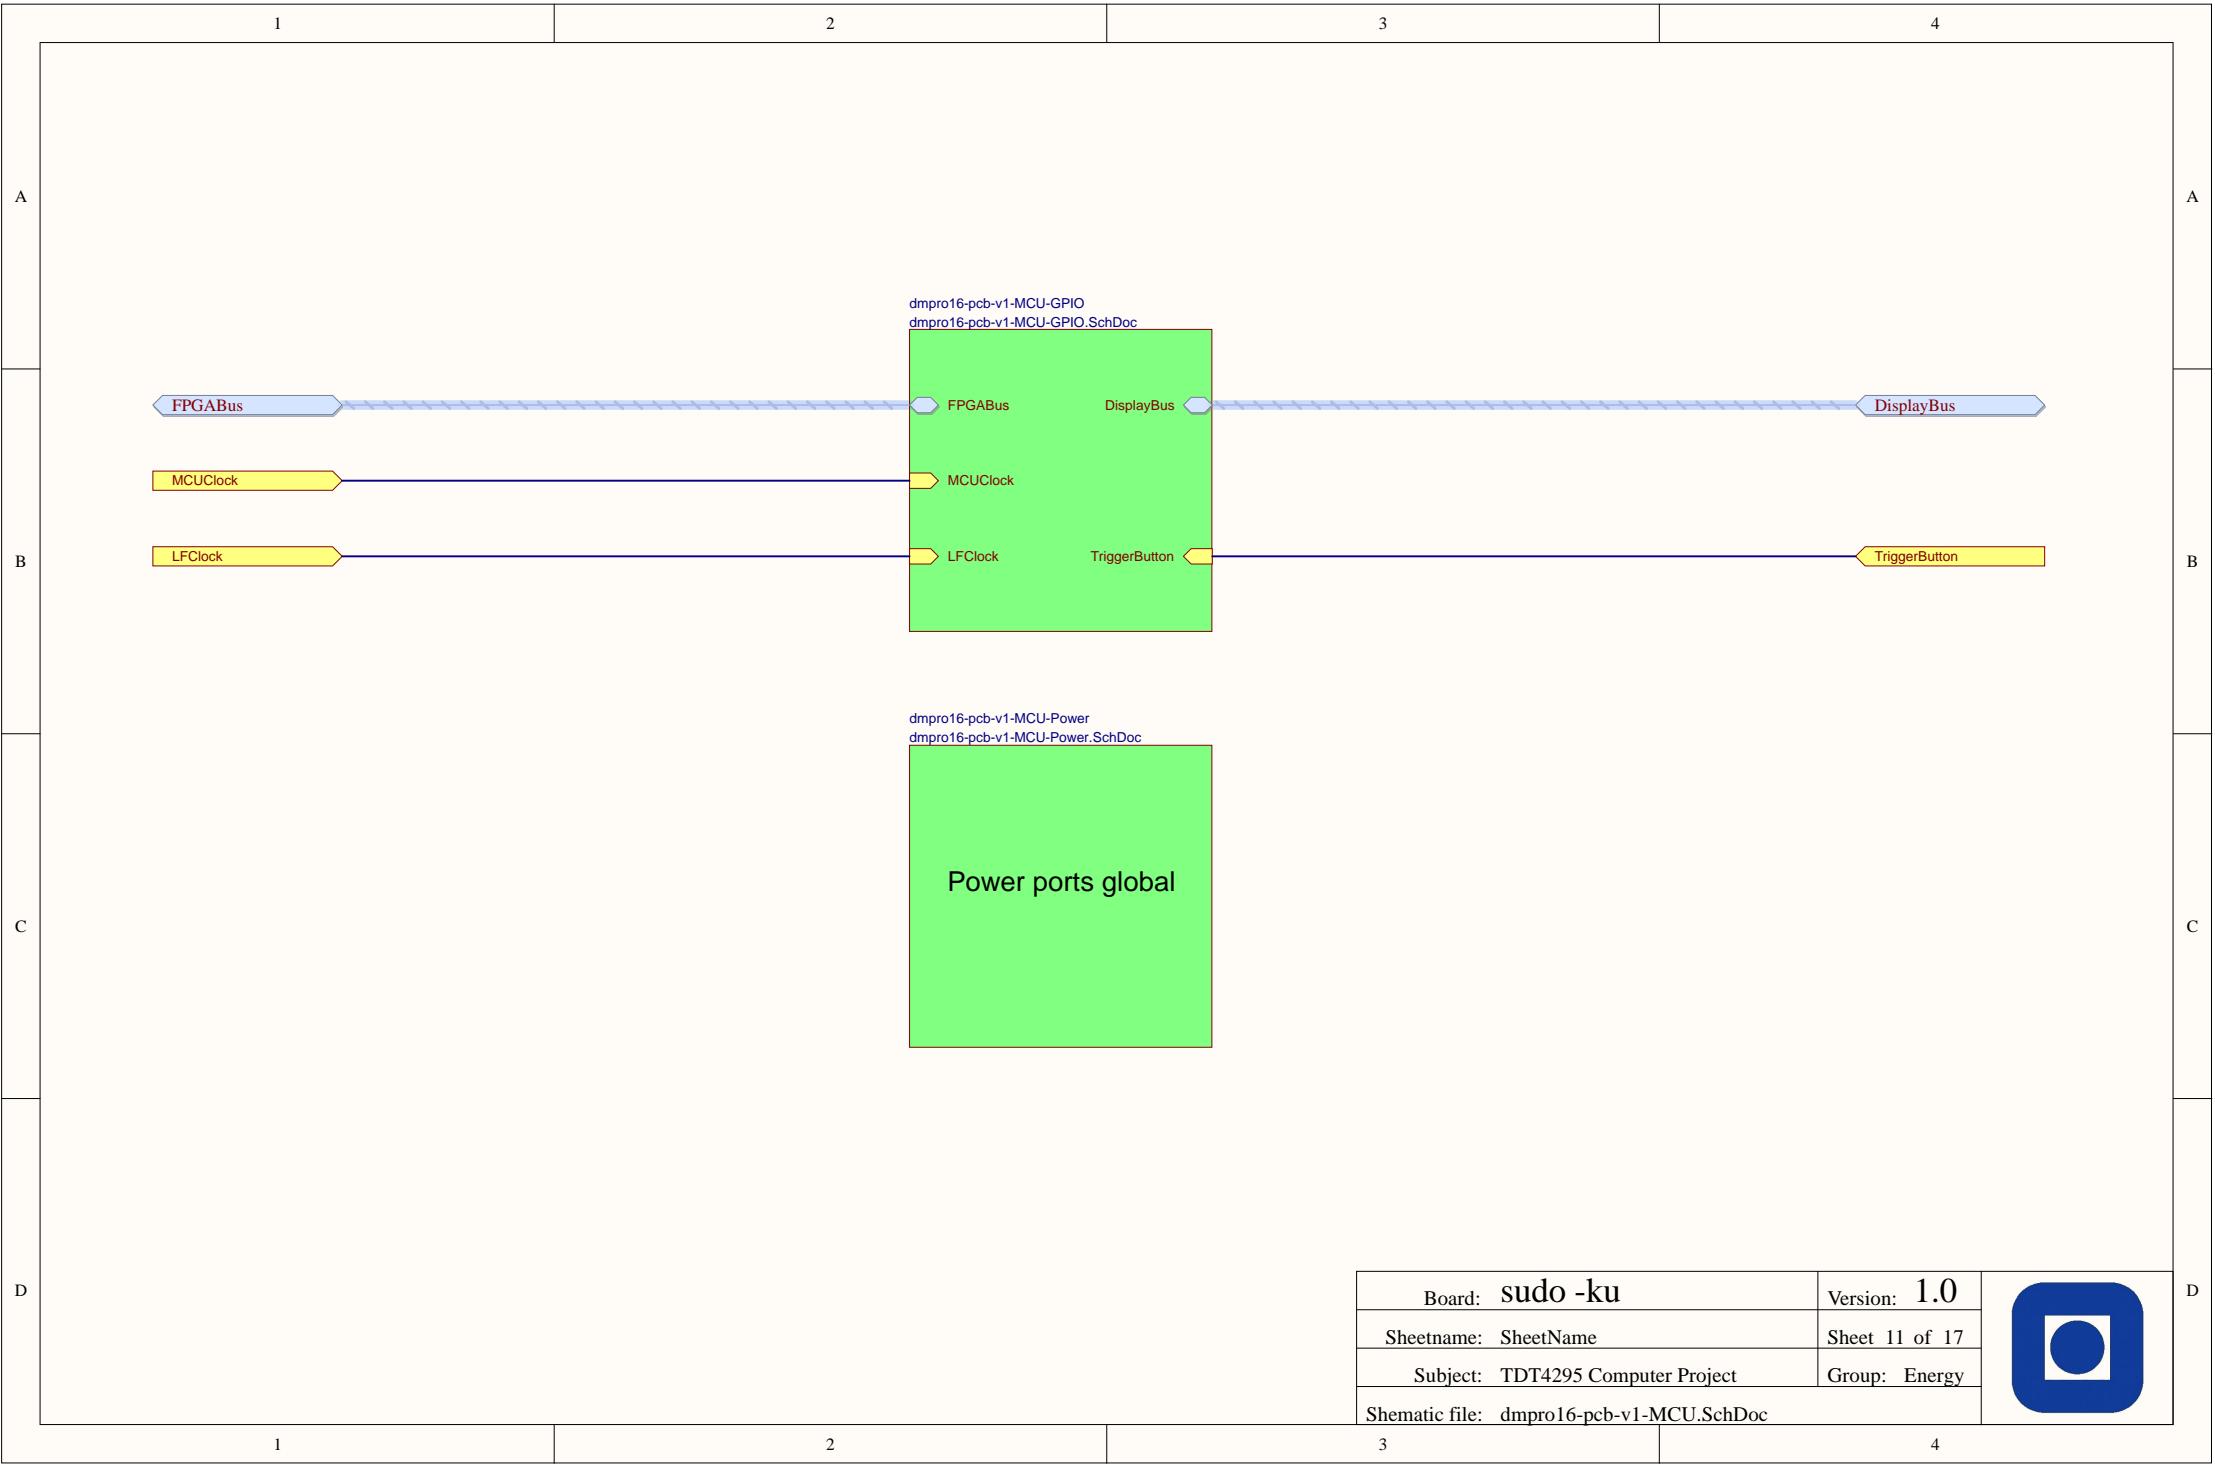 1 2 3 4
A A
dmpro16-pcb-v1-MCU-GPIO
dmpro16-pcb-v1-MCU-GPIO.SchDoc
FPGABus FPGABus DisplayBus DisplayBus
MCUClock MCUClock
LFClock LFClock TriggerButton TriggerButton
B B
dmpro16-pcb-v1-MCU-Power
dmpro16-pcb-v1-MCU-Power.SchDoc
Power ports global
C C
D D
Board: sudo -ku Version: 1.0
Sheetname: SheetName Sheet 11 of 17
Subject: TDT4295 Computer Project Group: Energy
Shematic file: dmpro16-pcb-v1-MCU.SchDoc
1 2 3 4